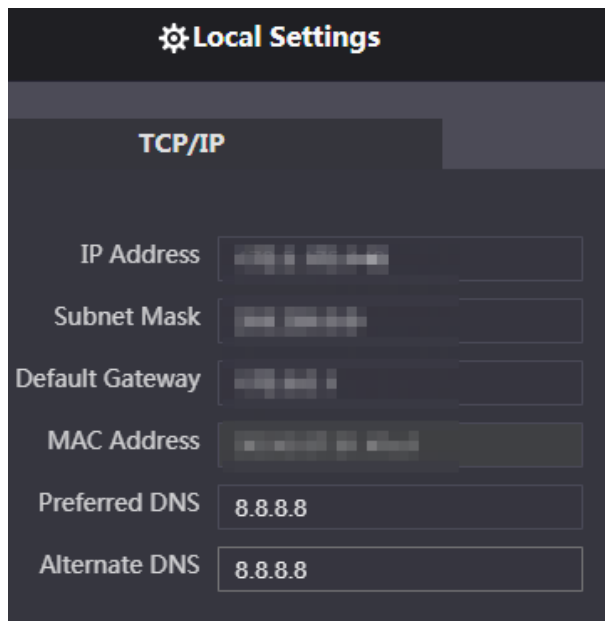 Local Settings
TCP/IP
IP Address
Subnet Mask
Default Gateway
MAC Address
Preferred DNS 8.8.8.8
Alternate DNS 8.8.8.8